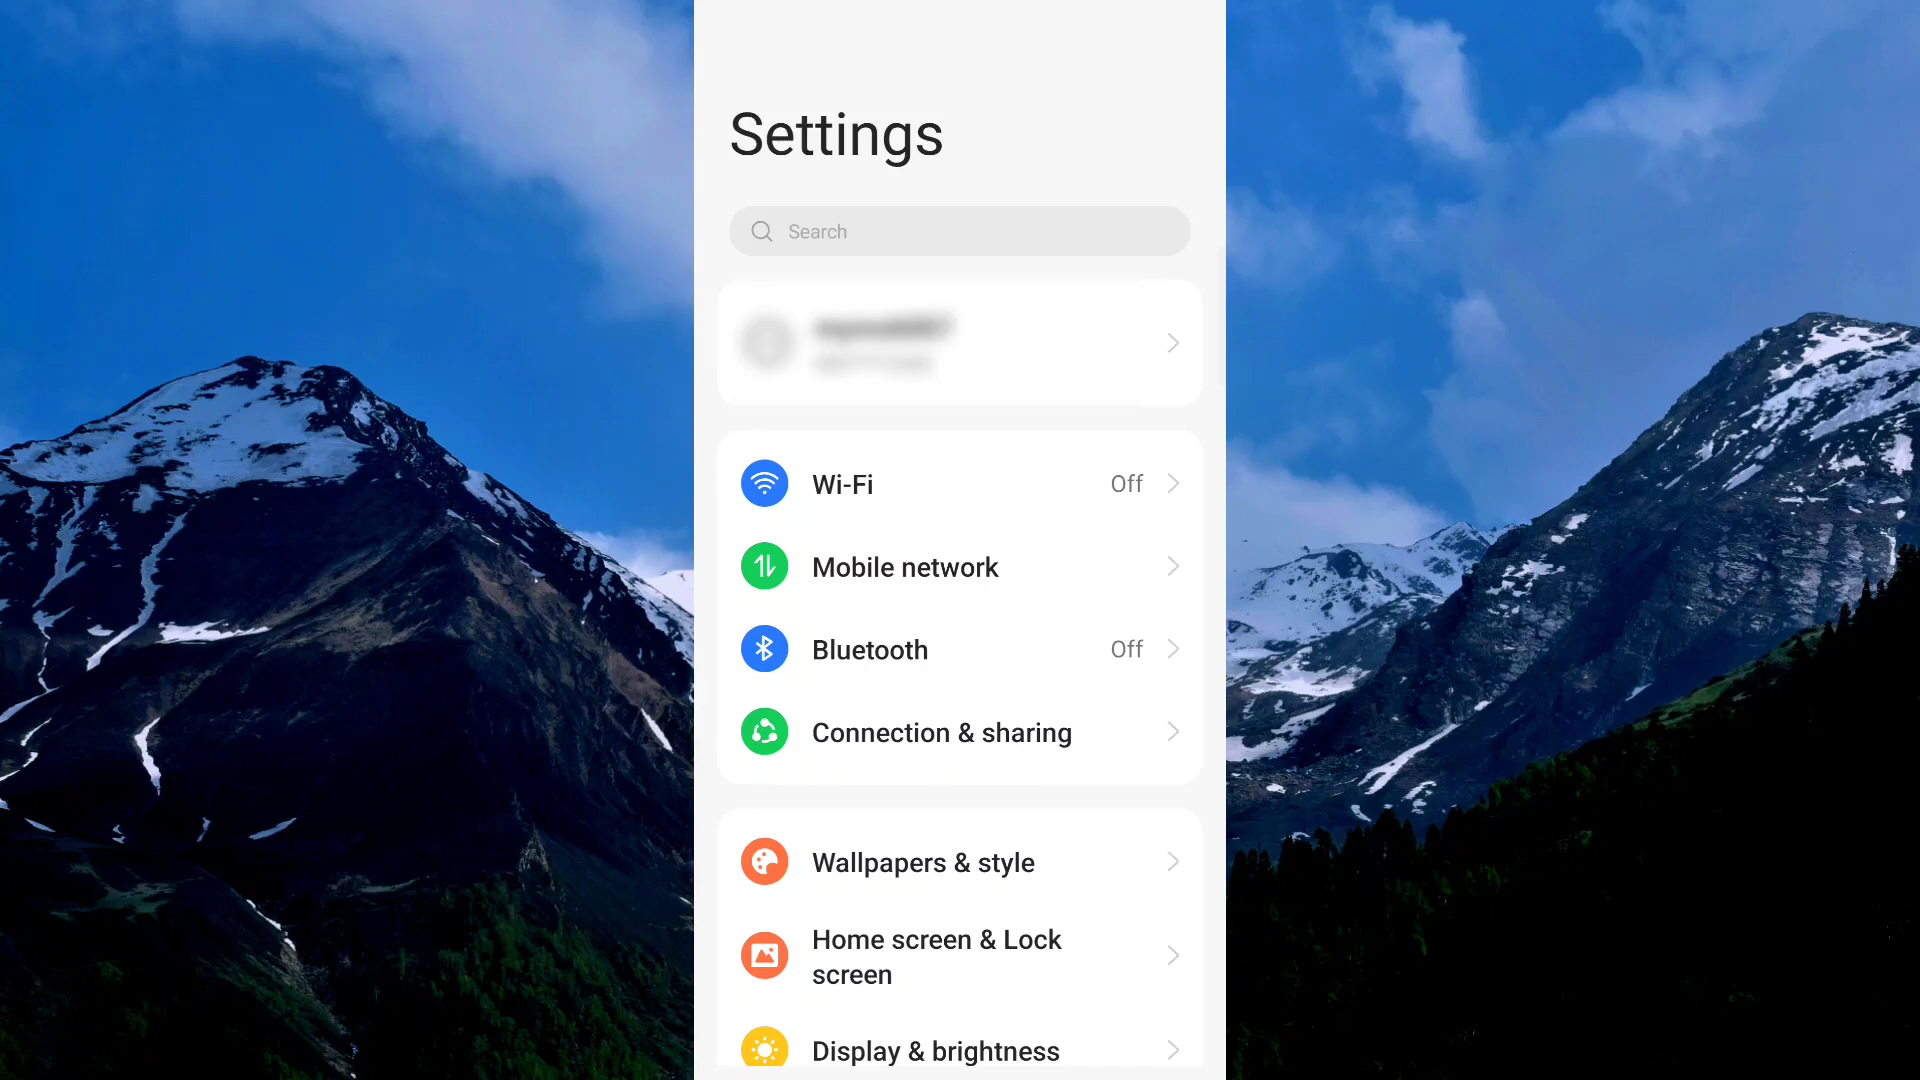 Settings
Search
Wi-Fi Off
Mobile network
Bluetooth Off
Connection & sharing
Wallpapers & style
Home screen & Lock
screen
Display & brightness